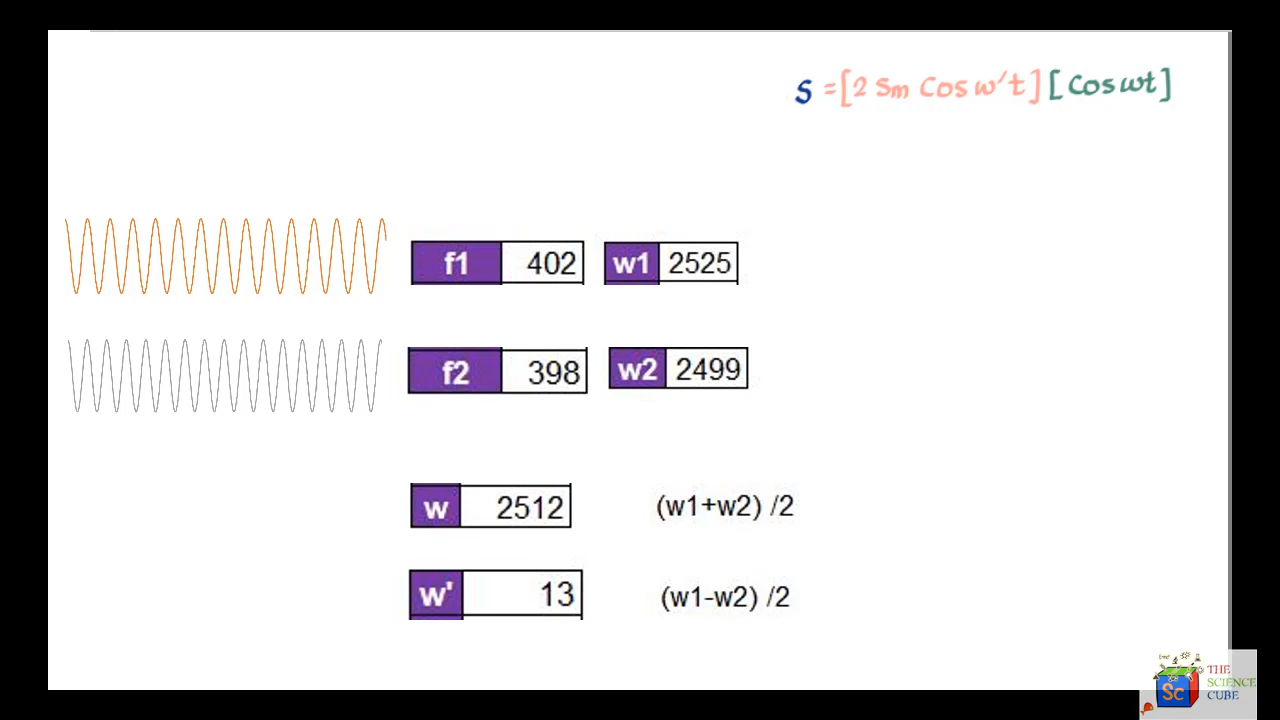 S = [2 Sm Cos w't] [Cos wt]
f1 402 w1 2525
f2 398 w2 2499
w 2512 (w1+w2) /2
w' 13 (w1-w2) /2
Sc
THE
SCIENCE
CUBE